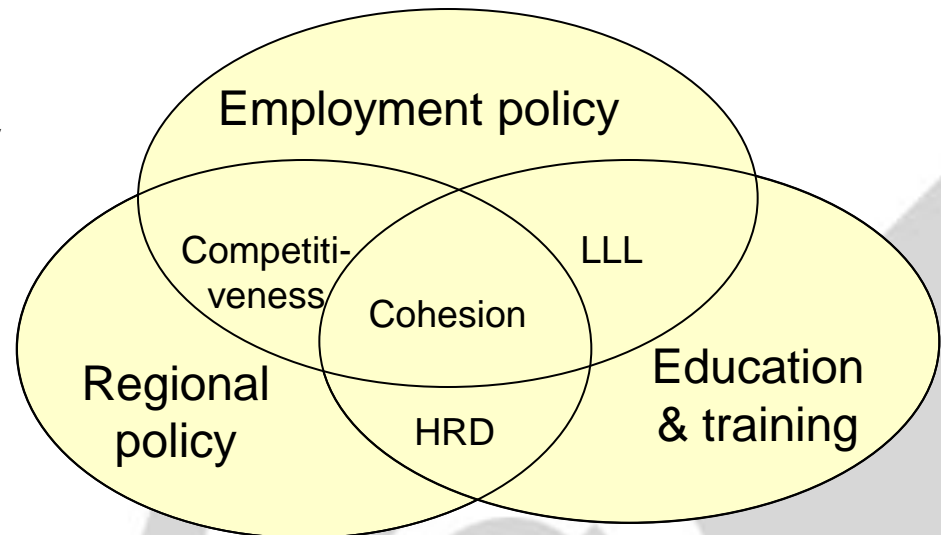 Employment policy
Competiti-
veness
LLL
Cohesion
Regional
policy
Education
& training
HRD